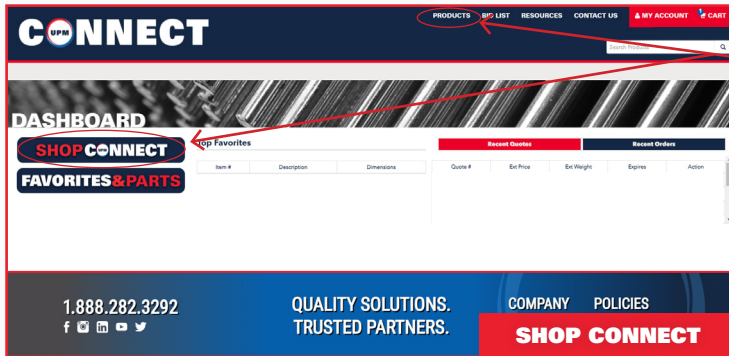 PRODUCTS BID LIST RESOURCES CONTACT US MY ACCOUNT CART
CONNECT
UPM
Search Products
DASHBOARD
SHOP CONNECT
FAVORITES&PARTS
Top Favorites
Item # Description Dimensions
Recent Quotes Recent Orders
Quote # Ext Price Ext Weight Expires Action
1.888.282.3292
QUALITY SOLUTIONS.
TRUSTED PARTNERS.
COMPANY POLICIES
SHOP CONNECT